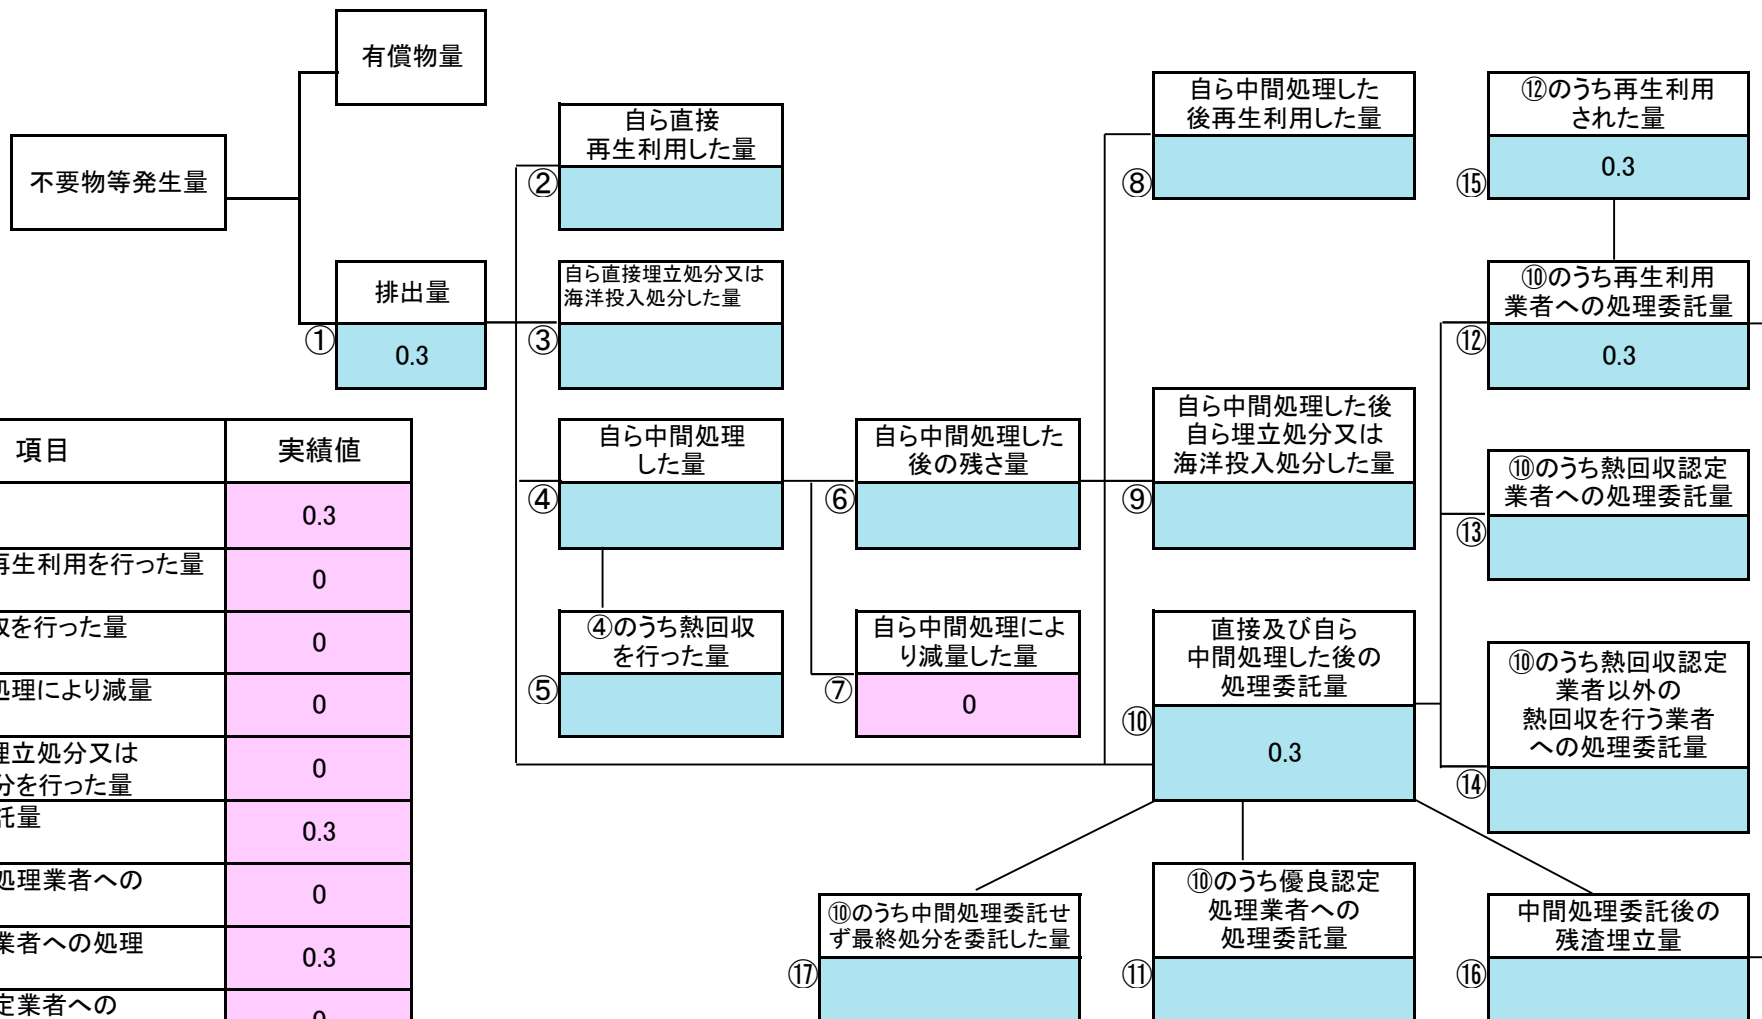 有償物量
不要物等発生量
排出量
①
0.3
自ら直接
再生利用した量
②
自ら直接埋立処分又は
海洋投入処分した量
③
自ら中間処理
した量
④
④のうち熱回収
を行った量
⑤
自ら中間処理した
後の残さ量
⑥
自ら中間処理によ
り減量した量
⑦
0
自ら中間処理した
後再生利用した量
⑧
自ら中間処理した後
自ら埋立処分又は
海洋投入処分した量
⑨
直接及び自ら
中間処理した後の
処理委託量
⑩
0.3
⑫のうち再生利用
された量
⑮
0.3
⑩のうち再生利用
業者への処理委託量
⑫
0.3
⑩のうち熱回収認定
業者への処理委託量
⑬
⑩のうち熱回収認定
業者以外の
熱回収を行う業者
への処理委託量
⑭
⑩のうち中間処理委託せ
ず最終処分を委託した量
⑰
⑩のうち優良認定
処理業者への
処理委託量
⑪
中間処理委託後の
残渣埋立量
⑯
項目 実績値
0.3
再生利用を行った量
0
を行った量
0
処理により減量
0
埋立処分又は
分を行った量
0
託量
0.3
処理業者への
0
業者への処理
0.3
定業者への
0